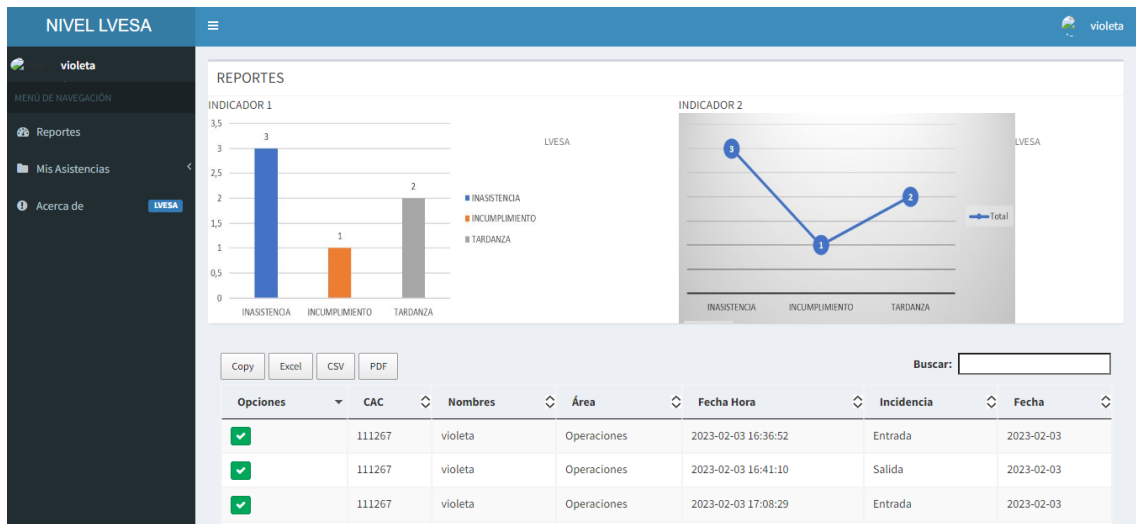 NIVEL LVESA
violeta
violeta
MENÚ DE NAVEGACIÓN
Reportes
Mis Asistencias
Acerca de LVESA
REPORTES
INDICADOR 1
3,5
3
2,5
2
1,5
1
0,5
0
3
1
2
INASISTENCIA INCUMPLIMIENTO TARDANZA
LVESA
INASISTENCIA
INCUMPLIMIENTO
TARDANZA
INDICADOR 2
3
1
2
INASISTENCIA INCUMPLIMIENTO TARDANZA
Total
LVESA
Copy Excel CSV PDF
Buscar:
Opciones CAC Nombres Área Fecha Hora Incidencia Fecha
111267 violeta Operaciones 2023-02-03 16:36:52 Entrada 2023-02-03
111267 violeta Operaciones 2023-02-03 16:41:10 Salida 2023-02-03
111267 violeta Operaciones 2023-02-03 17:08:29 Entrada 2023-02-03